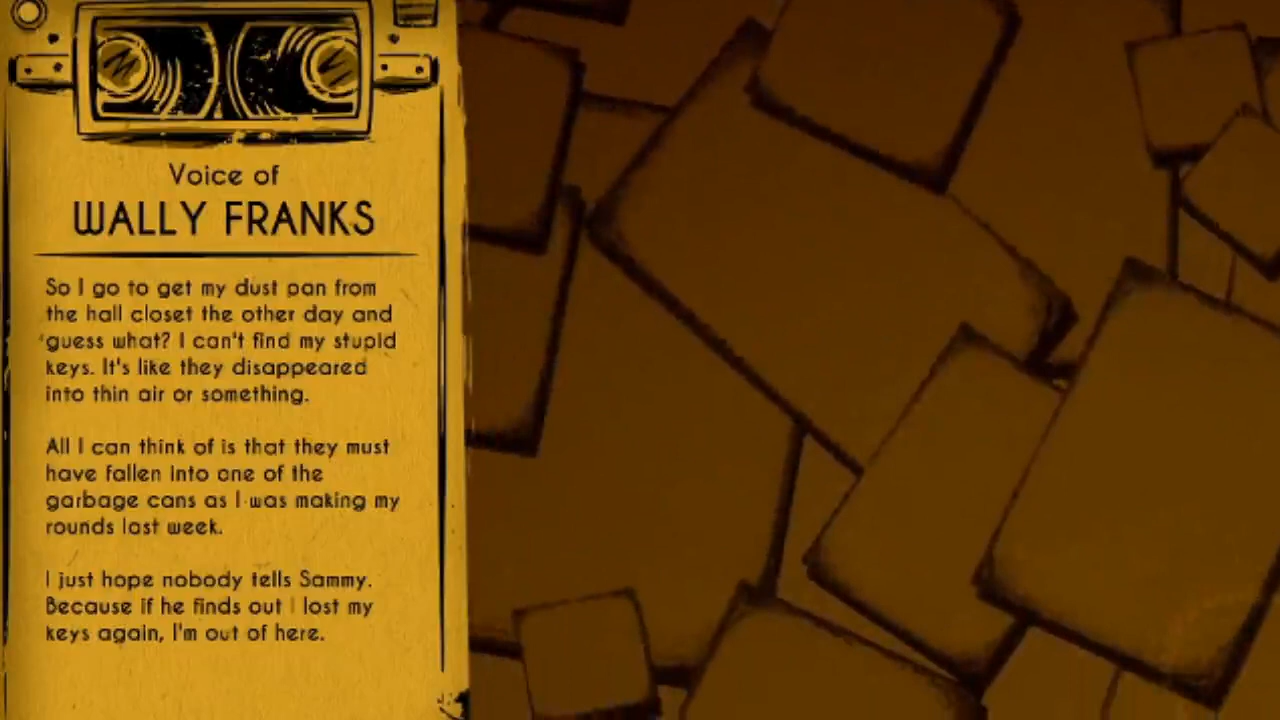 Voice of
WALLY FRANKS
So I go to get my dust pan from
the hall closet the other day and
guess what? I can't find my stupid
keys. It's like they disappeared
into thin air or something.
All I can think of is that they must
have fallen into one of the
garbage cans as I was making my
rounds last week.
I just hope nobody tells Sammy.
Because if he finds out I lost my
keys again, I'm out of here.